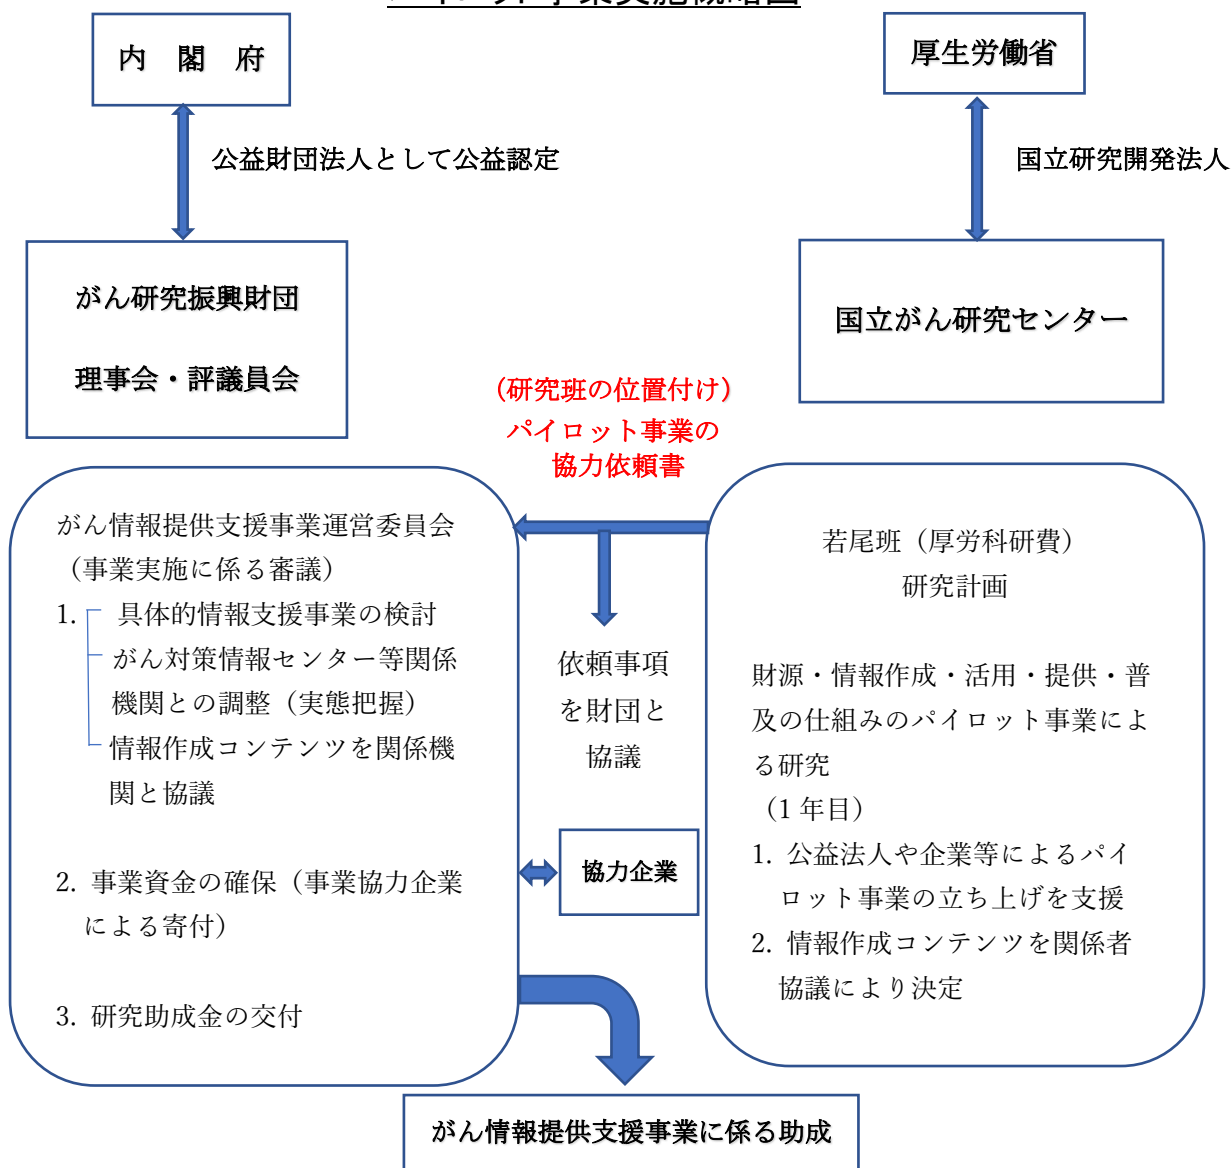 パイロット事業実施概略図
内　閣　府
厚生労働省
公益財団法人として公益認定
国立研究開発法人
がん研究振興財団
理事会・評議員会
国立がん研究センター
（研究班の位置付け）
パイロット事業の
協力依頼書
がん情報提供支援事業運営委員会
（事業実施に係る審議）
1. 具体的情報支援事業の検討
がん対策情報センター等関係
機関との調整（実態把握）
情報作成コンテンツを関係機
関と協議
2. 事業資金の確保（事業協力企業
による寄付）
3. 研究助成金の交付
依頼事項
を財団と
協議
協力企業
若尾班（厚労科研費）
研究計画
財源・情報作成・活用・提供・普
及の仕組みのパイロット事業によ
る研究
（1 年目）
1. 公益法人や企業等によるパイ
ロット事業の立ち上げを支援
2. 情報作成コンテンツを関係者
協議により決定
がん情報提供支援事業に係る助成